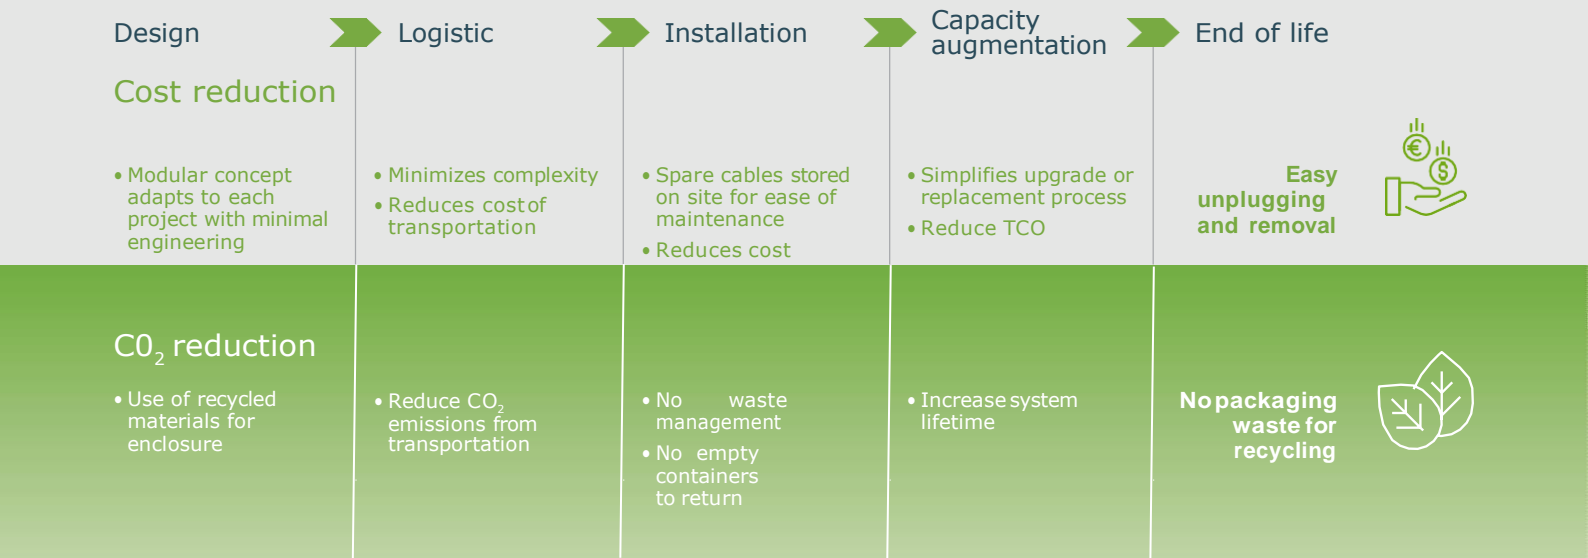 Design
Logistic
Installation
Capacity
augmentation
End of life
Cost reduction
• Modular concept
adapts to each
project with minimal
engineering
• Minimizes complexity
• Reduces cost of
transportation
• Spare cables stored
on site for ease of
maintenance
• Reduces cost
• Simplifies upgrade or
replacement process
• Reduce TCO
Easy
unplugging
and removal
€
$
C0₂ reduction
• Use of recycled
materials for
enclosure
• Reduce CO₂
emissions from
transportation
• No waste
management
• No empty
containers
to return
• Increase system
lifetime
No packaging
waste for
recycling